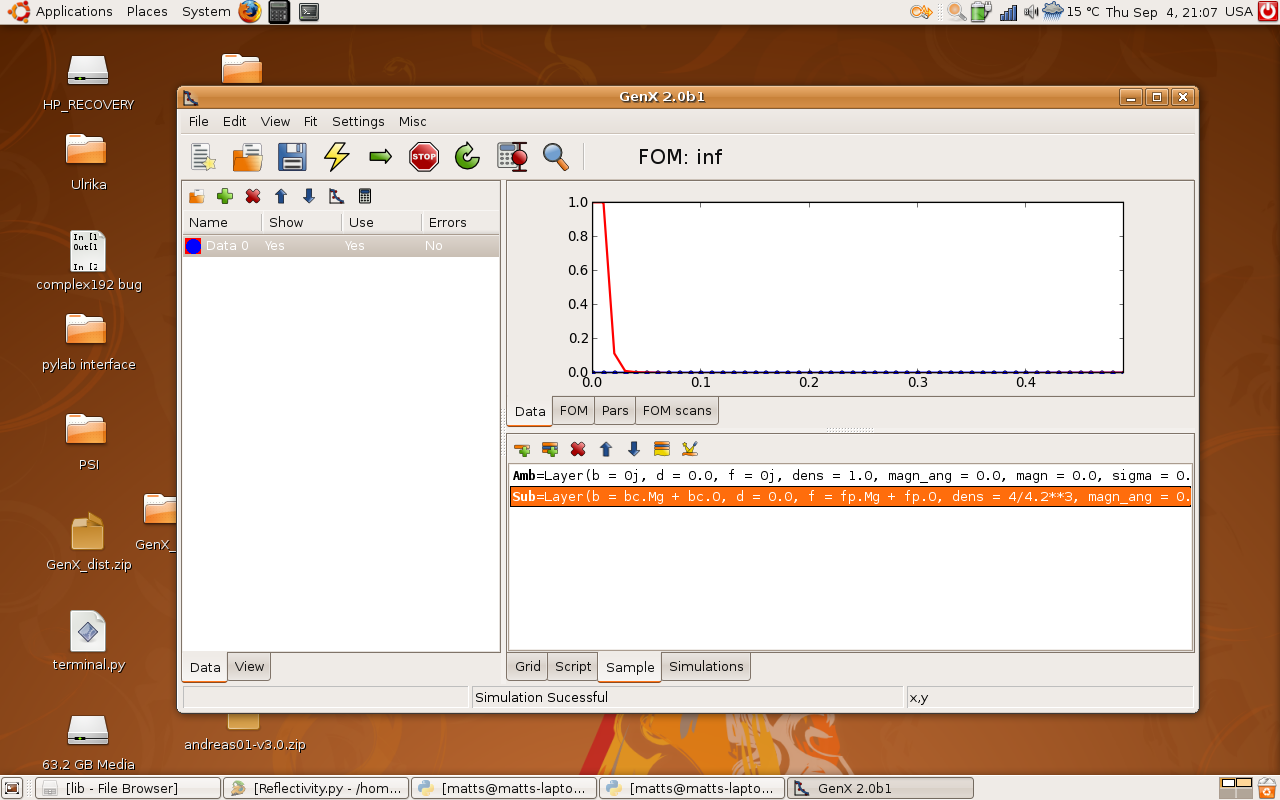 Applications Places System 15 °C Thu Sep 4, 21:07 USA
HP_RECOVERY
Ulrika
In [1
Out[1
In [2
complex192 bug
pylab interface
PSI
GenX_
GenX_dist.zip
terminal.py
andreas01-v3.0.zip
63.2 GB Media
GenX 2.0b1
File Edit View Fit Settings Misc
STOP
FOM: inf
Name Show Use Errors
Data 0 Yes Yes No
Data View
1.0
0.8
0.6
0.4
0.2
0.0
0.0 0.1 0.2 0.3 0.4
Data FOM Pars FOM scans
Amb=Layer(b = 0j, d = 0.0, f = 0j, dens = 1.0, magn_ang = 0.0, magn = 0.0, sigma = 0.
Sub=Layer(b = bc.Mg + bc.O, d = 0.0, f = fp.Mg + fp.O, dens = 4/4.2**3, magn_ang = 0.
Grid Script Sample Simulations
Simulation Sucessful x,y
[lib - File Browser] [Reflectivity.py - /hom... [matts@matts-lapto... [matts@matts-lapto... GenX 2.0b1